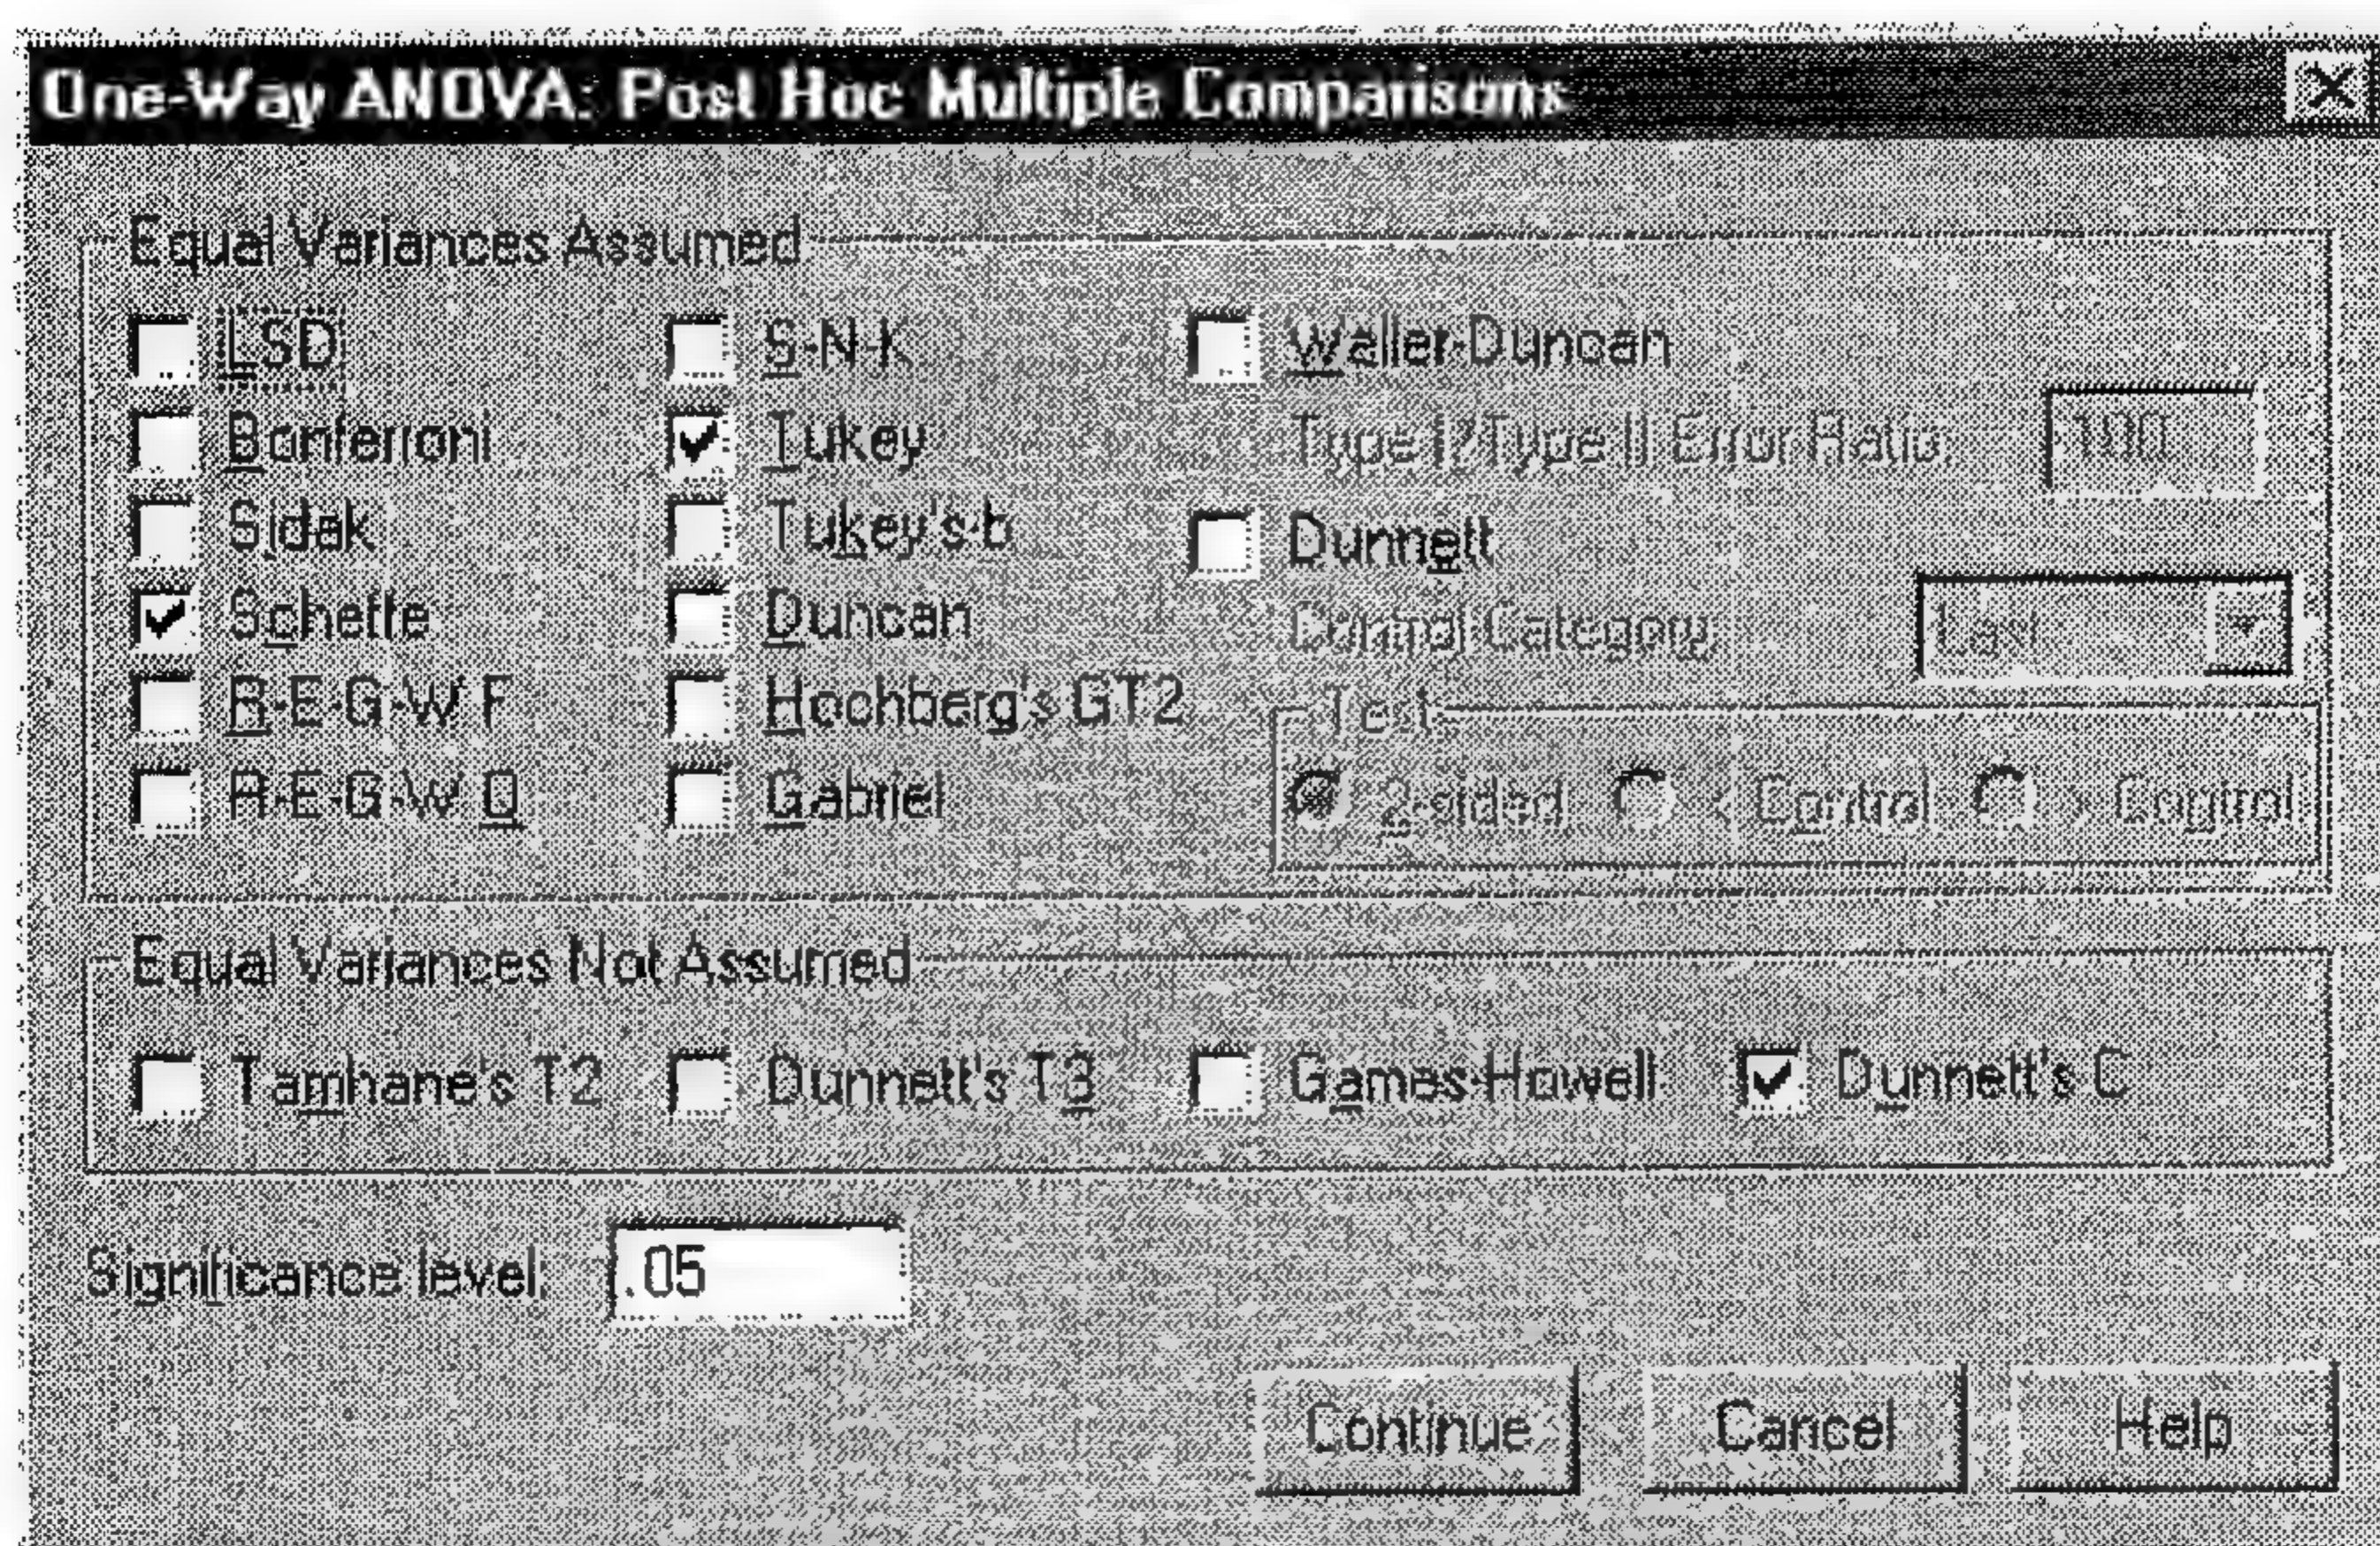 One-Way ANOVA: Post Hoc Multiple Comparisons
Equal Variances Assumed
LSD S-N-K Waller-Duncan
Bonferroni Tukey Type I/Type II Error Ratio: 100
Sidak Tukey's-b Dunnett
Scheffe Duncan Control Category: Last
R-E-G-W F Hochberg's GT2 Test
R-E-G-W Q Gabriel 2-sided < Control > Control
Equal Variances Not Assumed
Tamhane's T2 Dunnett's T3 Games-Howell Dunnett's C
Significance level: .05
Continue Cancel Help